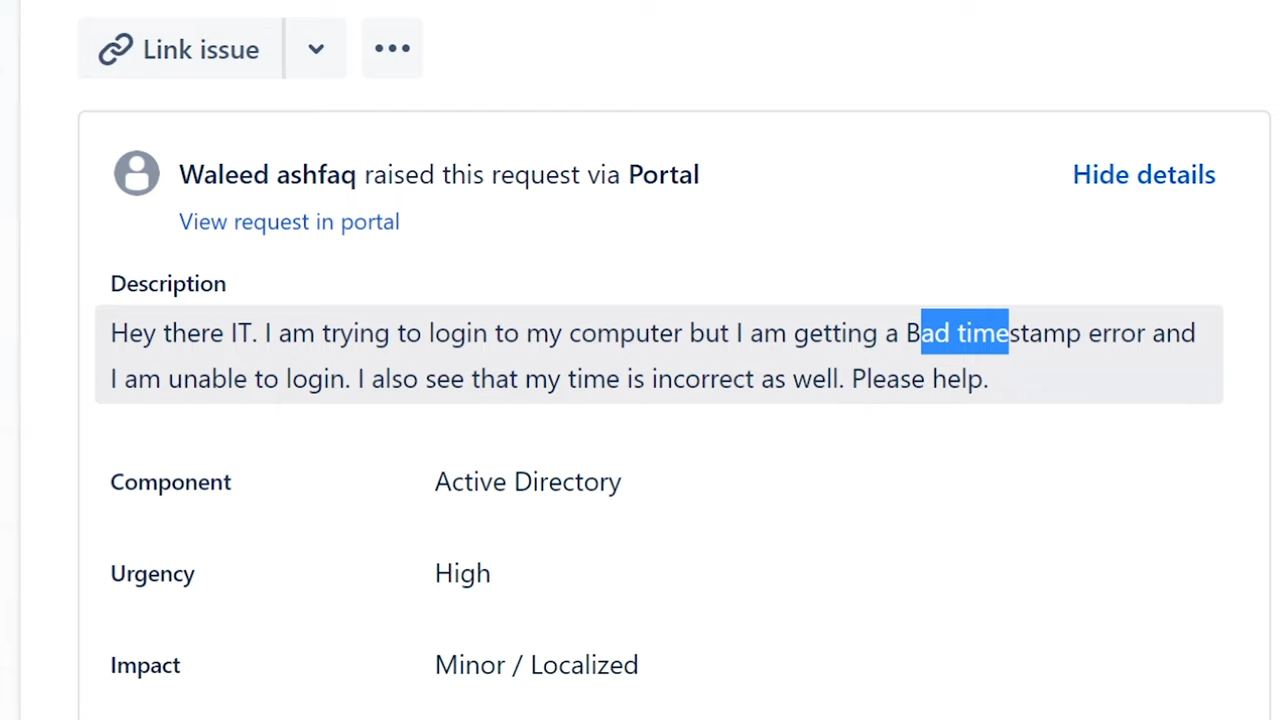 Link issue
Waleed ashfaq raised this request via Portal
Hide details
View request in portal
Description
Hey there IT. I am trying to login to my computer but I am getting a Bad timestamp error and
I am unable to login. I also see that my time is incorrect as well. Please help.
Component
Active Directory
Urgency
High
Impact
Minor / Localized